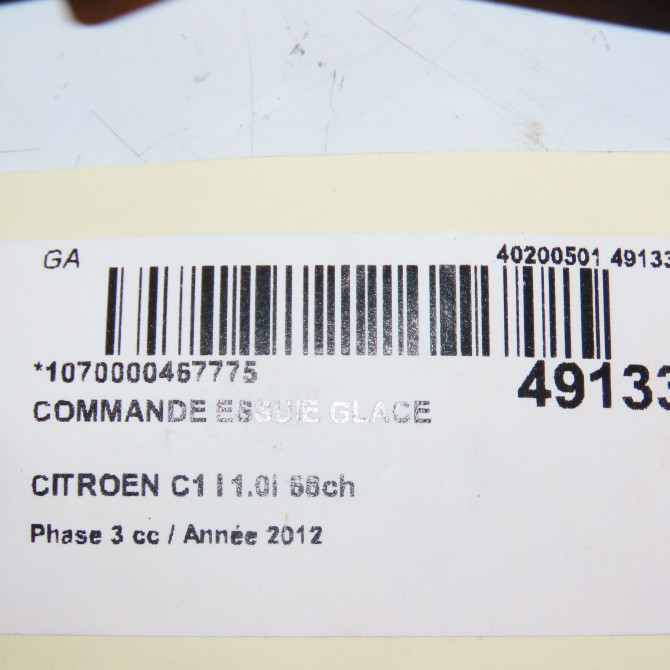 GA
40200501 49133
*1070000467775
49133
COMMANDE ESSUIE GLACE
CITROEN C1 I 1.0i 68ch
Phase 3 cc / Année 2012